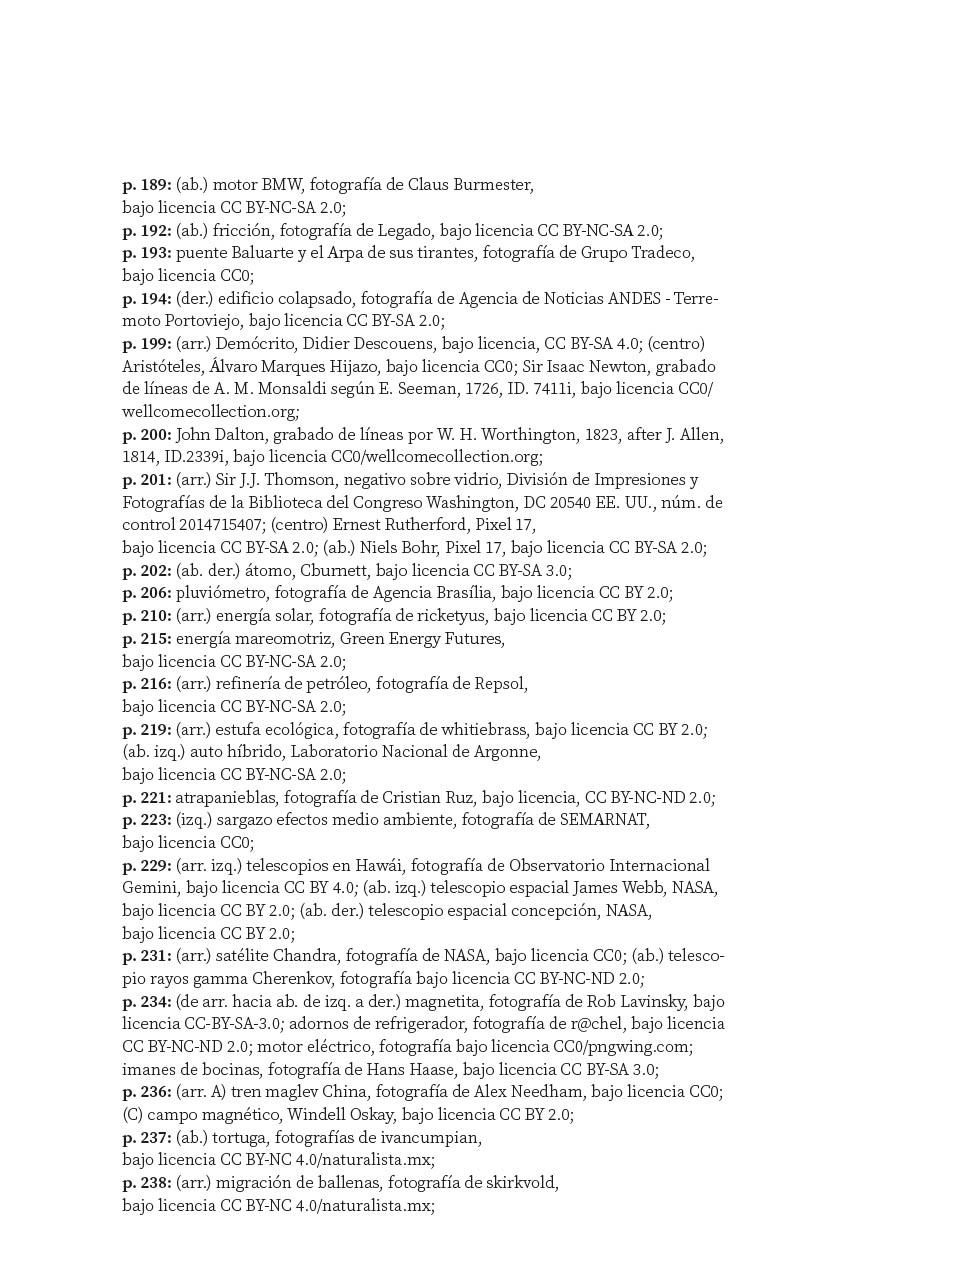 p. 189: (ab.) motor BMW, fotografía de Claus Burmester,
bajo licencia CC BY-NC-SA 2.0;
p. 192: (ab.) fricción, fotografía de Legado, bajo licencia CC BY-NC-SA 2.0;
p. 193: puente Baluarte y el Arpa de sus tirantes, fotografía de Grupo Tradeco,
bajo licencia CC0;
p. 194: (der.) edificio colapsado, fotografía de Agencia de Noticias ANDES - Terre-
moto Portoviejo, bajo licencia CC BY-SA 2.0;
p. 199: (arr.) Demócrito, Didier Descouens, bajo licencia, CC BY-SA 4.0; (centro)
Aristóteles, Álvaro Marques Hijazo, bajo licencia CC0; Sir Isaac Newton, grabado
de líneas de A. M. Monsaldi según E. Seeman, 1726, ID. 7411i, bajo licencia CC0/
wellcomecollection.org;
p. 200: John Dalton, grabado de líneas por W. H. Worthington, 1823, after J. Allen,
1814, ID.2339i, bajo licencia CC0/wellcomecollection.org;
p. 201: (arr.) Sir J.J. Thomson, negativo sobre vidrio, División de Impresiones y
Fotografías de la Biblioteca del Congreso Washington, DC 20540 EE. UU., núm. de
control 2014715407; (centro) Ernest Rutherford, Pixel 17,
bajo licencia CC BY-SA 2.0; (ab.) Niels Bohr, Pixel 17, bajo licencia CC BY-SA 2.0;
p. 202: (ab. der.) átomo, Cburnett, bajo licencia CC BY-SA 3.0;
p. 206: pluviómetro, fotografía de Agencia Brasília, bajo licencia CC BY 2.0;
p. 210: (arr.) energía solar, fotografía de ricketyus, bajo licencia CC BY 2.0;
p. 215: energía mareomotriz, Green Energy Futures,
bajo licencia CC BY-NC-SA 2.0;
p. 216: (arr.) refinería de petróleo, fotografía de Repsol,
bajo licencia CC BY-NC-SA 2.0;
p. 219: (arr.) estufa ecológica, fotografía de whitiebrass, bajo licencia CC BY 2.0;
(ab. izq.) auto híbrido, Laboratorio Nacional de Argonne,
bajo licencia CC BY-NC-SA 2.0;
p. 221: atrapanieblas, fotografía de Cristian Ruz, bajo licencia, CC BY-NC-ND 2.0;
p. 223: (izq.) sargazo efectos medio ambiente, fotografía de SEMARNAT,
bajo licencia CC0;
p. 229: (arr. izq.) telescopios en Hawái, fotografía de Observatorio Internacional
Gemini, bajo licencia CC BY 4.0; (ab. izq.) telescopio espacial James Webb, NASA,
bajo licencia CC BY 2.0; (ab. der.) telescopio espacial concepción, NASA,
bajo licencia CC BY 2.0;
p. 231: (arr.) satélite Chandra, fotografía de NASA, bajo licencia CC0; (ab.) telesco-
pio rayos gamma Cherenkov, fotografía bajo licencia CC BY-NC-ND 2.0;
p. 234: (de arr. hacia ab. de izq. a der.) magnetita, fotografía de Rob Lavinsky, bajo
licencia CC-BY-SA-3.0; adornos de refrigerador, fotografía de r@chel, bajo licencia
CC BY-NC-ND 2.0; motor eléctrico, fotografía bajo licencia CC0/pngwing.com;
imanes de bocinas, fotografía de Hans Haase, bajo licencia CC BY-SA 3.0;
p. 236: (arr. A) tren maglev China, fotografía de Alex Needham, bajo licencia CC0;
(C) campo magnético, Windell Oskay, bajo licencia CC BY 2.0;
p. 237: (ab.) tortuga, fotografías de ivancumpian,
bajo licencia CC BY-NC 4.0/naturalista.mx;
p. 238: (arr.) migración de ballenas, fotografía de skirkvold,
bajo licencia CC BY-NC 4.0/naturalista.mx;